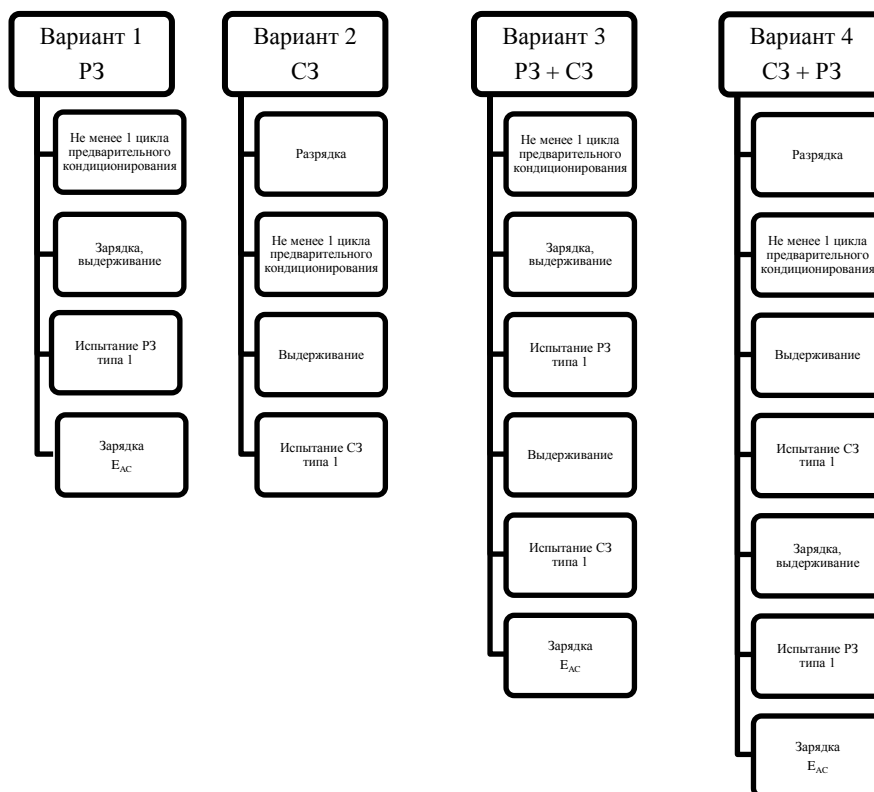 Вариант 1
РЗ
Не менее 1 цикла
предварительного
кондиционирования
Зарядка,
выдерживание
Испытание РЗ
типа 1
Зарядка
EAC
Вариант 2
СЗ
Разрядка
Не менее 1 цикла
предварительного
кондиционирования
Выдерживание
Испытание СЗ
типа 1
Вариант 3
РЗ + СЗ
Не менее 1 цикла
предварительного
кондиционирования
Зарядка,
выдерживание
Испытание РЗ
типа 1
Выдерживание
Испытание СЗ
типа 1
Зарядка
EAC
Вариант 4
СЗ + РЗ
Разрядка
Не менее 1 цикла
предварительного
кондиционирования
Выдерживание
Испытание СЗ
типа 1
Зарядка,
выдерживание
Испытание РЗ
типа 1
Зарядка
EAC